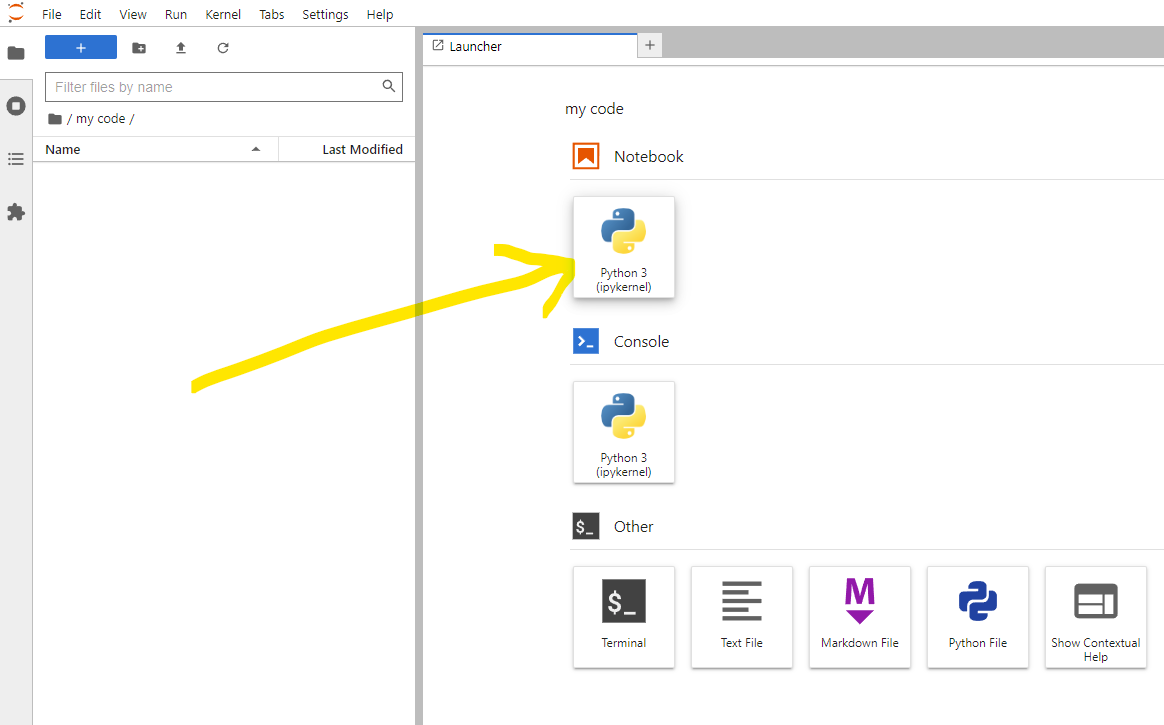 File Edit View Run Kernel Tabs Settings Help
+
Filter files by name
/ my code /
Name Last Modified
Launcher +
my code
Notebook
Python 3
(ipykernel)
>_ Console
Python 3
(ipykernel)
$_ Other
$_
Terminal
Text File
M
Markdown File
Python File
Show Contextual
Help